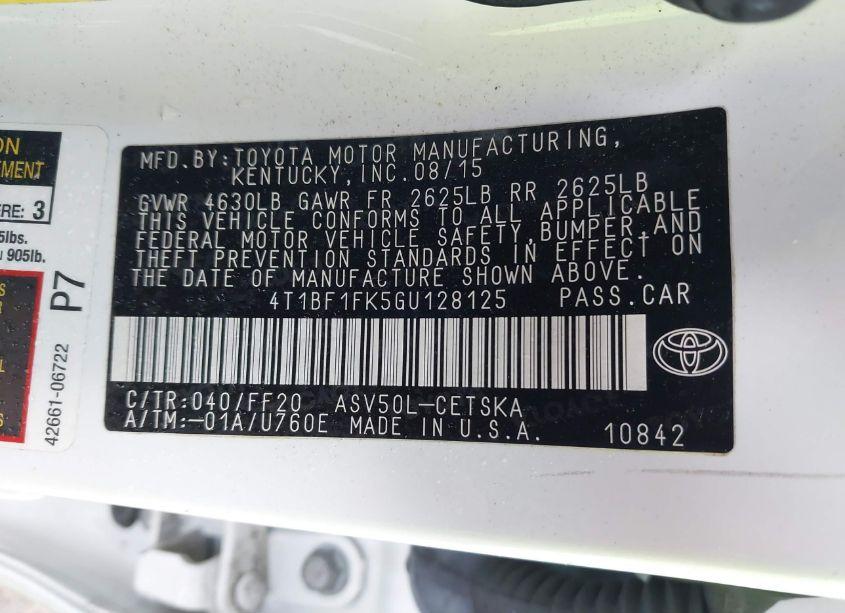 ON
EMENT
ERE: 3
5lbs.
905lb.
P7
42661-06722
MFD.BY:TOYOTA MOTOR MANUFACTURING,
KENTUCKY,INC.08/15
GVWR 4630LB GAWR FR 2625LB RR 2625LB
THIS VEHICLE CONFORMS TO ALL APPLICABLE
FEDERAL MOTOR VEHICLE SAFETY,BUMPER,AND
THEFT PREVENTION STANDARDS IN EFFECT ON
THE DATE OF MANUFACTURE SHOWN ABOVE.
4T1BF1FK5GU128125 PASS.CAR
C/TR:040/FF20 ASV50L-CETSKA
A/TM:-01A/U760E MADE IN U.S.A. 10842